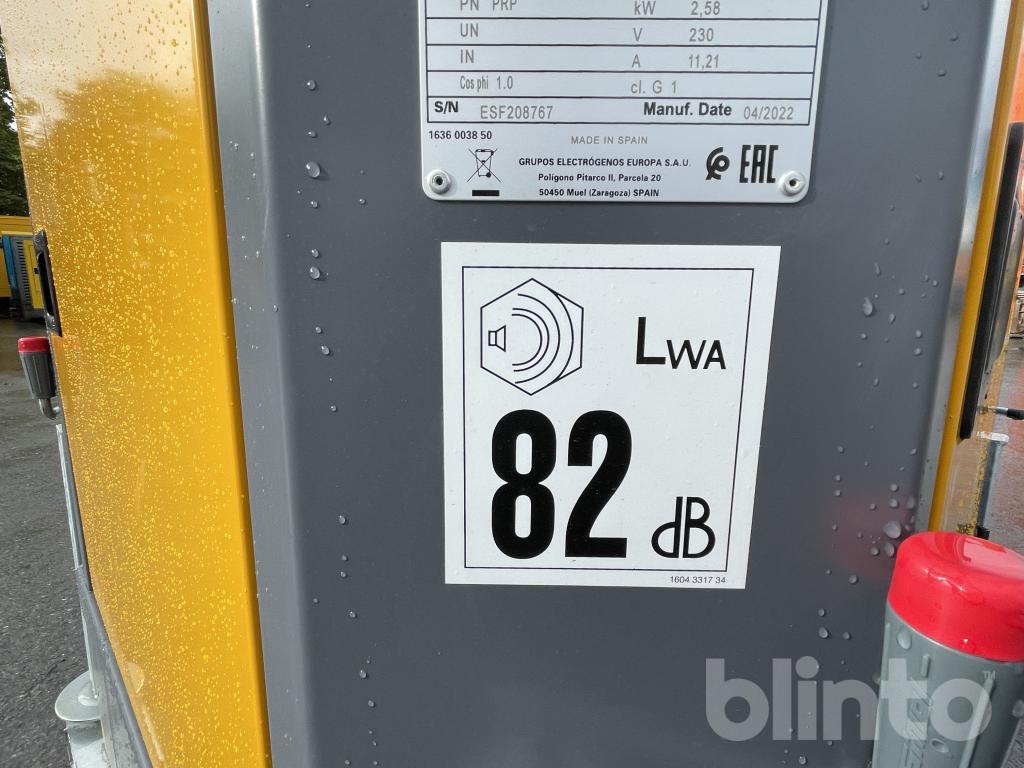 PN PRP kW 2,58
UN V 230
IN A 11,21
Cos phi 1.0 cl. G 1
S/N ESF208767 Manuf. Date 04/2022
1636 0038 50
MADE IN SPAIN
GRUPOS ELECTRÓGENOS EUROPA S.A.U.
Polígono Pitarco II, Parcela 20
50450 Muel (Zaragoza) SPAIN
EAC
LWA
82 dB
1604 3317 34
blinto